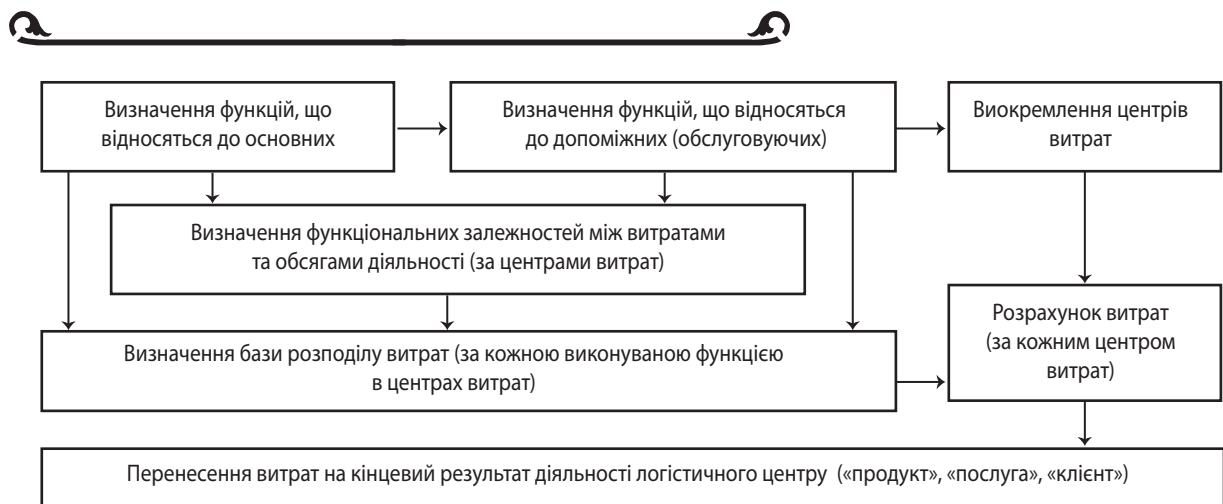 Визначення функцій, що
відносяться до основних
Визначення функцій, що відносяться
до допоміжних (обслуговуючих)
Виокремлення центрів
витрат
Визначення функціональних залежностей між витратами
та обсягами діяльності (за центрами витрат)
Визначення бази розподілу витрат (за кожною виконуваною функцією
в центрах витрат)
Розрахунок витрат
(за кожним центром
витрат)
Перенесення витрат на кінцевий результат діяльності логістичного центру («продукт», «послуга», «клієнт»)